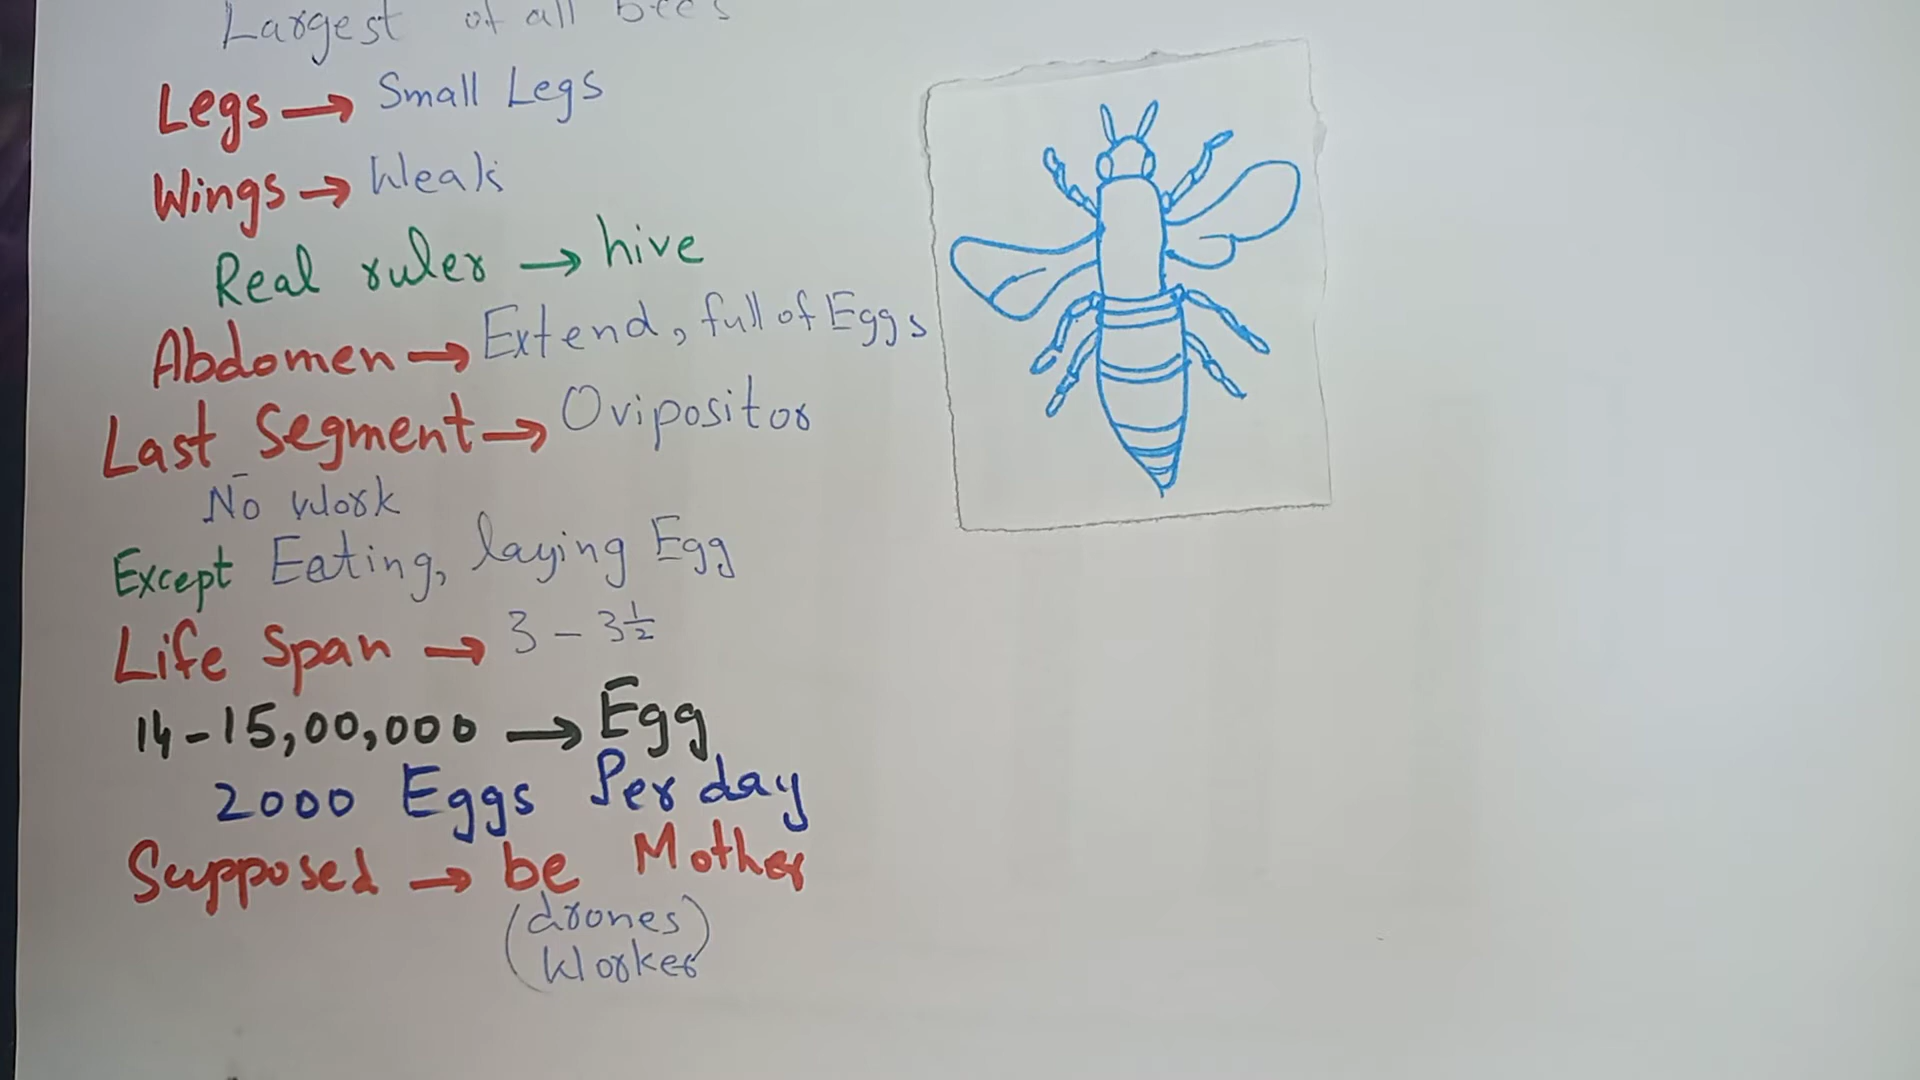 Largest of all bees
Legs → Small Legs
Wings → Weak
Real ruler → hive
Abdomen → Extend, full of Eggs
Last Segment → Ovipositor
No Work
Except Eating, laying Egg
Life Span → 3 - 3½
14-15,00,000 → Egg
2000 Eggs Per day
Supposed → be Mother
(drones
Worker)